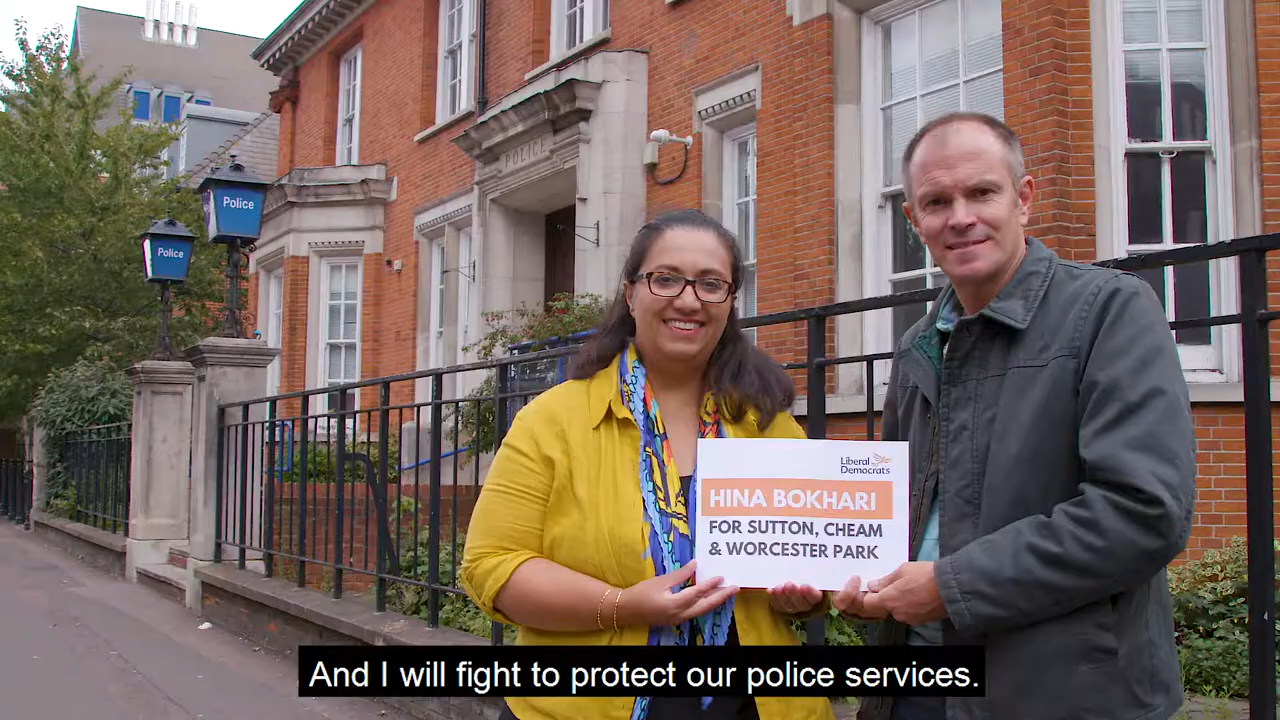 POLICE
Police
Police
Liberal
Democrats
HINA BOKHARI
FOR SUTTON, CHEAM
& WORCESTER PARK
And I will fight to protect our police services.